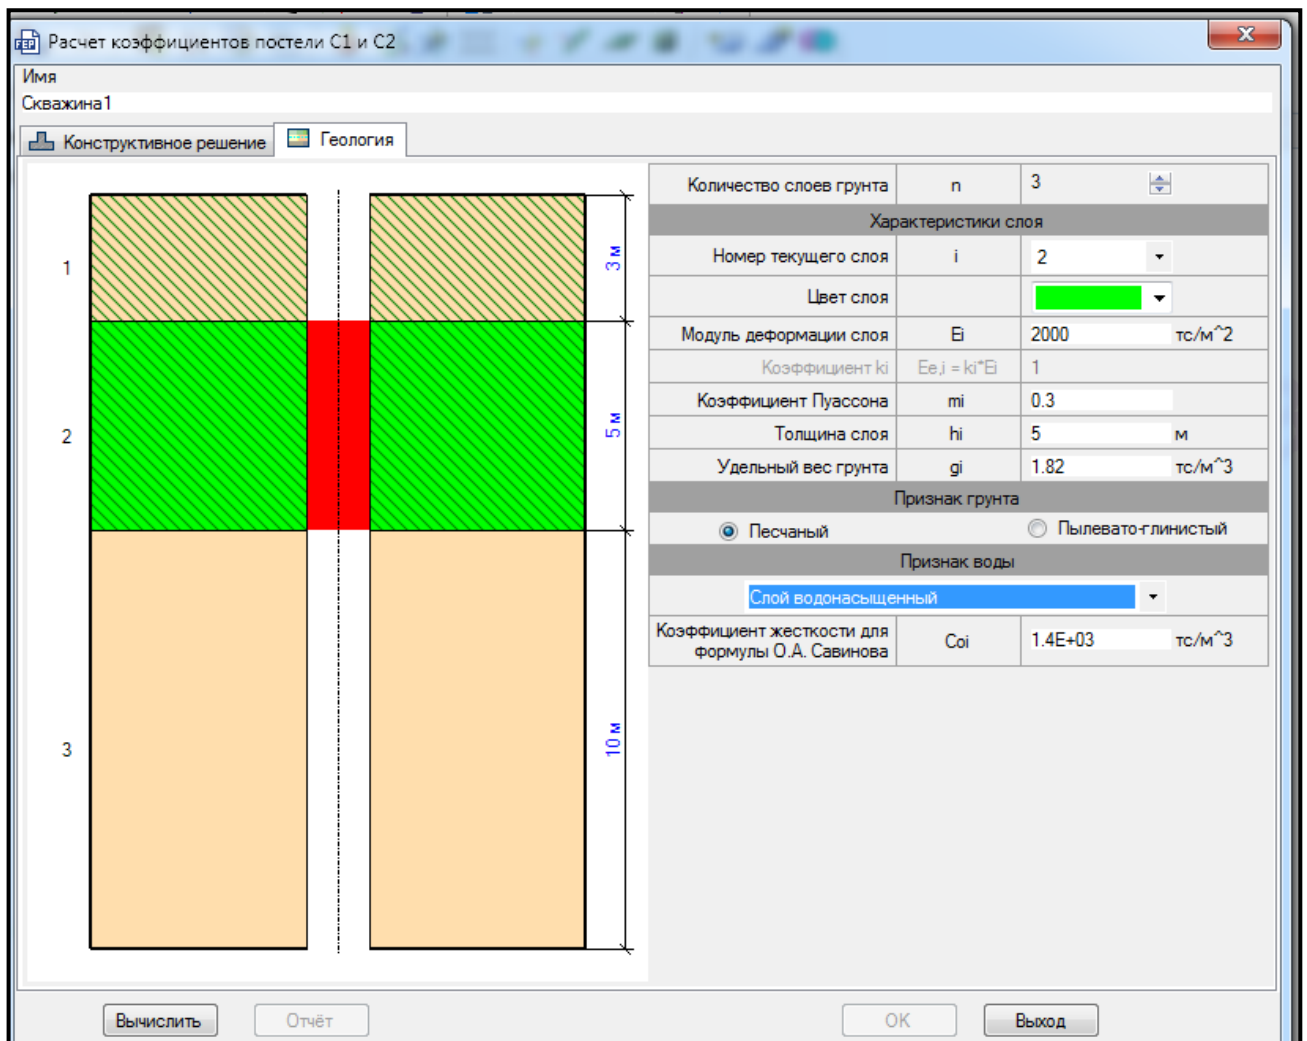 Расчет коэффициентов постели C1 и C2
Имя
Скважина1
Конструктивное решение Геология
1
2
3
3 м
5 м
10 м
Количество слоев грунта n 3
Характеристики слоя
Номер текущего слоя i 2
Цвет слоя
Модуль деформации слоя Ei 2000 тс/м^2
Коэффициент ki Ee,i = ki*Ei 1
Коэффициент Пуассона mi 0.3
Толщина слоя hi 5 м
Удельный вес грунта gi 1.82 тс/м^3
Признак грунта
Песчаный Пылевато-глинистый
Признак воды
Слой водонасыщенный
Коэффициент жесткости для
формулы О.А. Савинова Coi 1.4E+03 тс/м^3
Вычислить Отчёт OK Выход